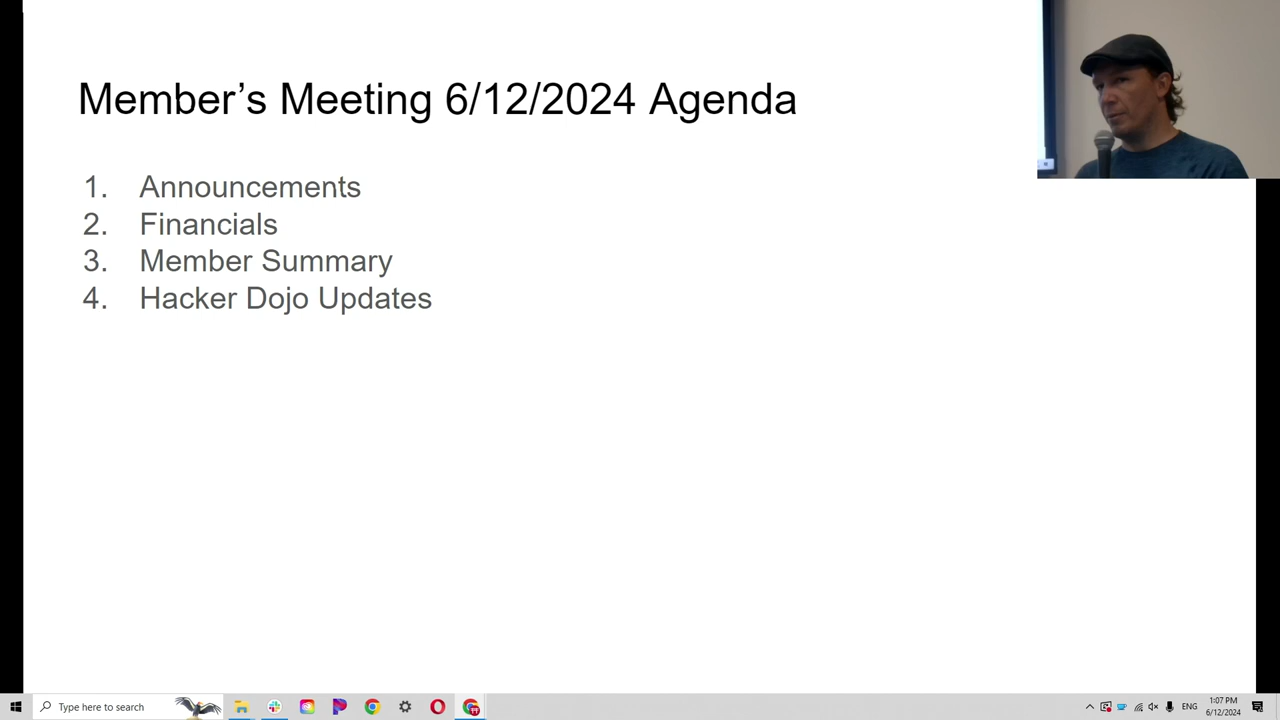 Member’s Meeting 6/12/2024 Agenda
1. Announcements
2. Financials
3. Member Summary
4. Hacker Dojo Updates
Type here to search
ENG
1:07 PM
6/12/2024